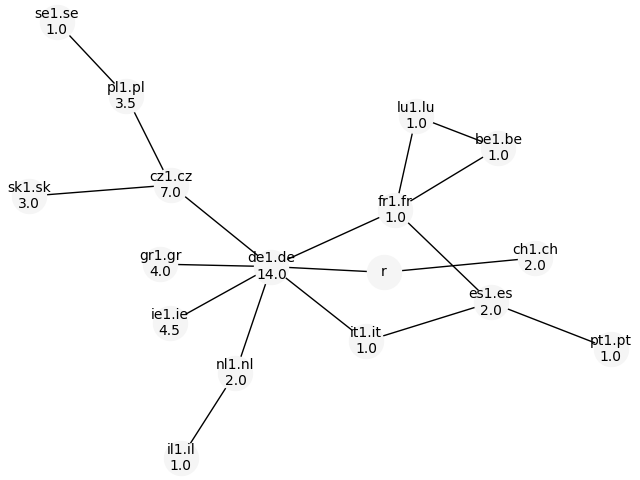 se1.se
1.0
pl1.pl
3.5
lu1.lu
1.0
be1.be
1.0
cz1.cz
7.0
sk1.sk
3.0
fr1.fr
1.0
ch1.ch
2.0
gr1.gr
4.0
de1.de
14.0
r
es1.es
2.0
ie1.ie
4.5
it1.it
1.0
pt1.pt
1.0
nl1.nl
2.0
il1.il
1.0